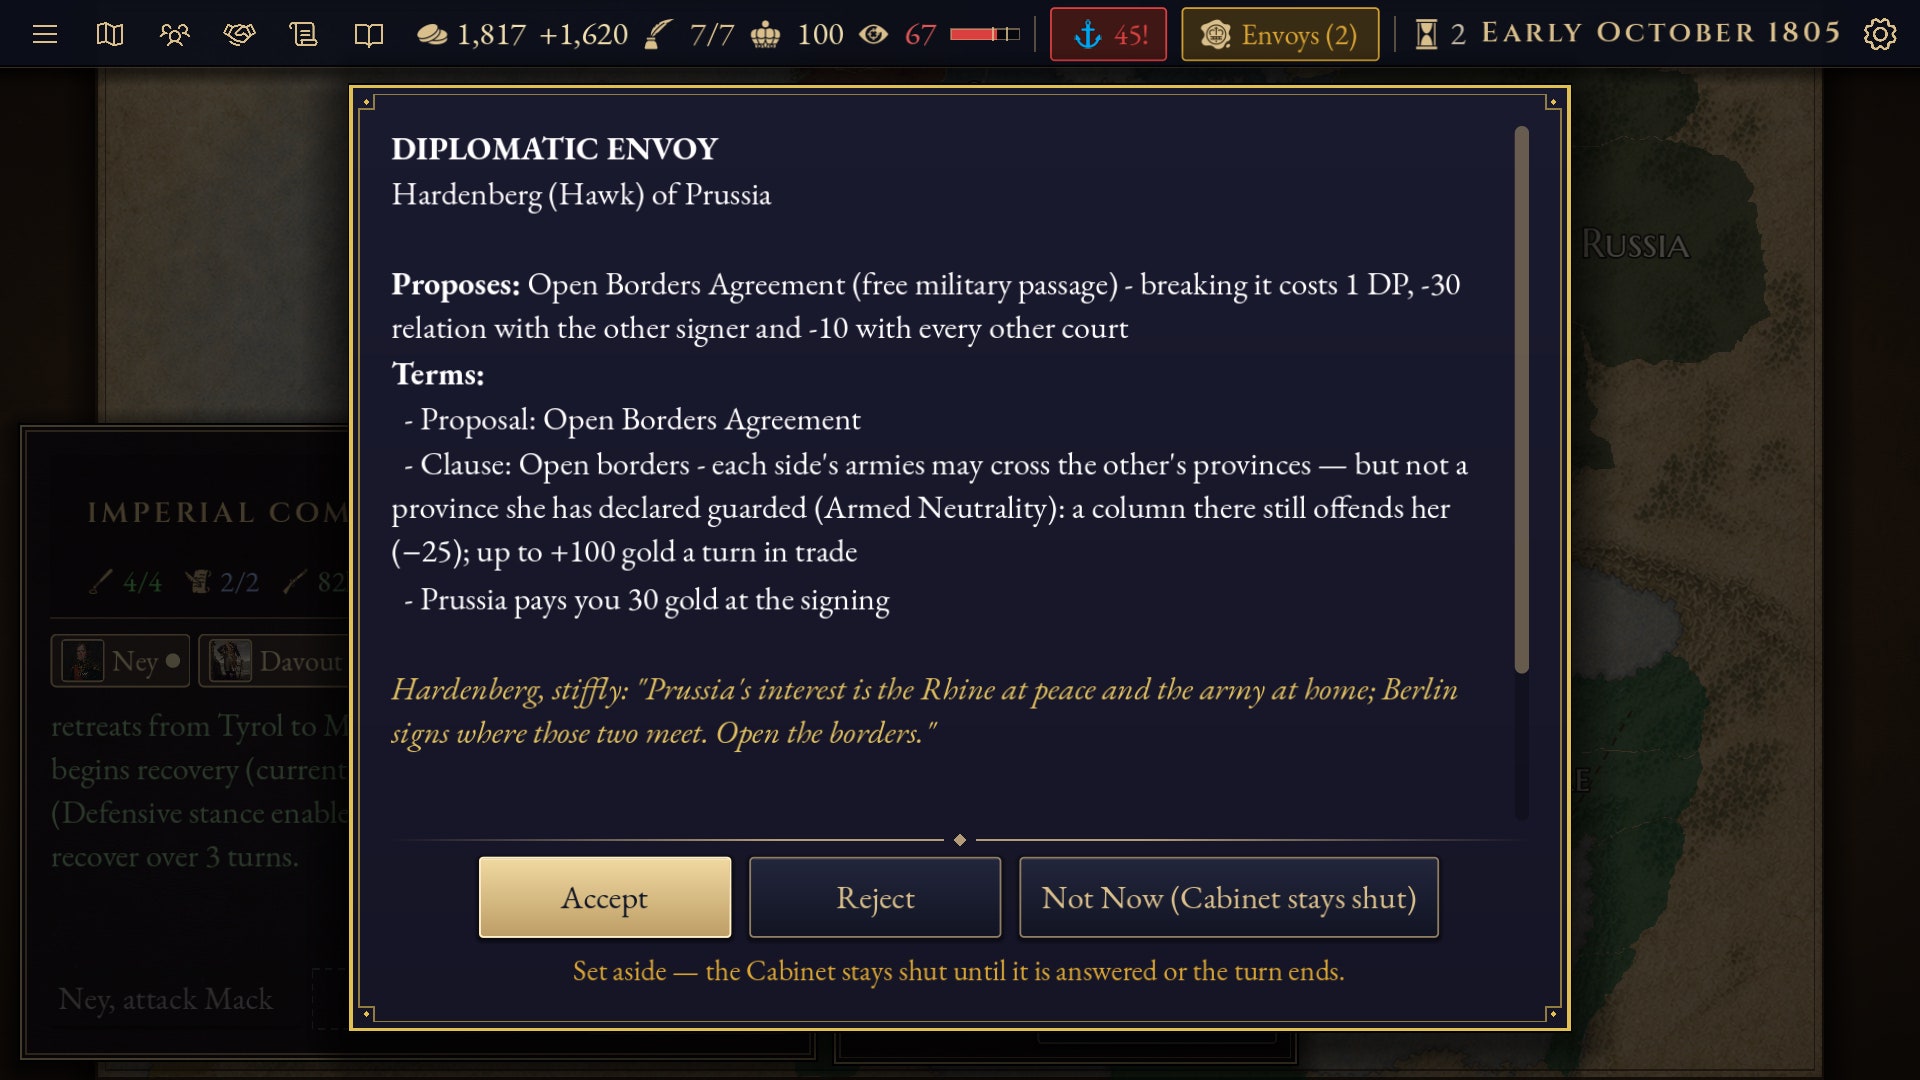 1,817 +1,620 7/7 100 67 45! Envoys (2) 2 EARLY OCTOBER 1805
DIPLOMATIC ENVOY
Hardenberg (Hawk) of Prussia
Proposes: Open Borders Agreement (free military passage) - breaking it costs 1 DP, -30
relation with the other signer and -10 with every other court
Terms:
- Proposal: Open Borders Agreement
- Clause: Open borders - each side's armies may cross the other's provinces — but not a
province she has declared guarded (Armed Neutrality): a column there still offends her
(−25); up to +100 gold a turn in trade
- Prussia pays you 30 gold at the signing
Hardenberg, stiffly: "Prussia's interest is the Rhine at peace and the army at home; Berlin
signs where those two meet. Open the borders."
Accept
Reject
Not Now (Cabinet stays shut)
Set aside — the Cabinet stays shut until it is answered or the turn ends.
RUSSIA
IMPERIAL COM
4/4 2/2 82
Ney Davout
retreats from Tyrol to M
begins recovery (current
(Defensive stance enable
recover over 3 turns.
Ney, attack Mack